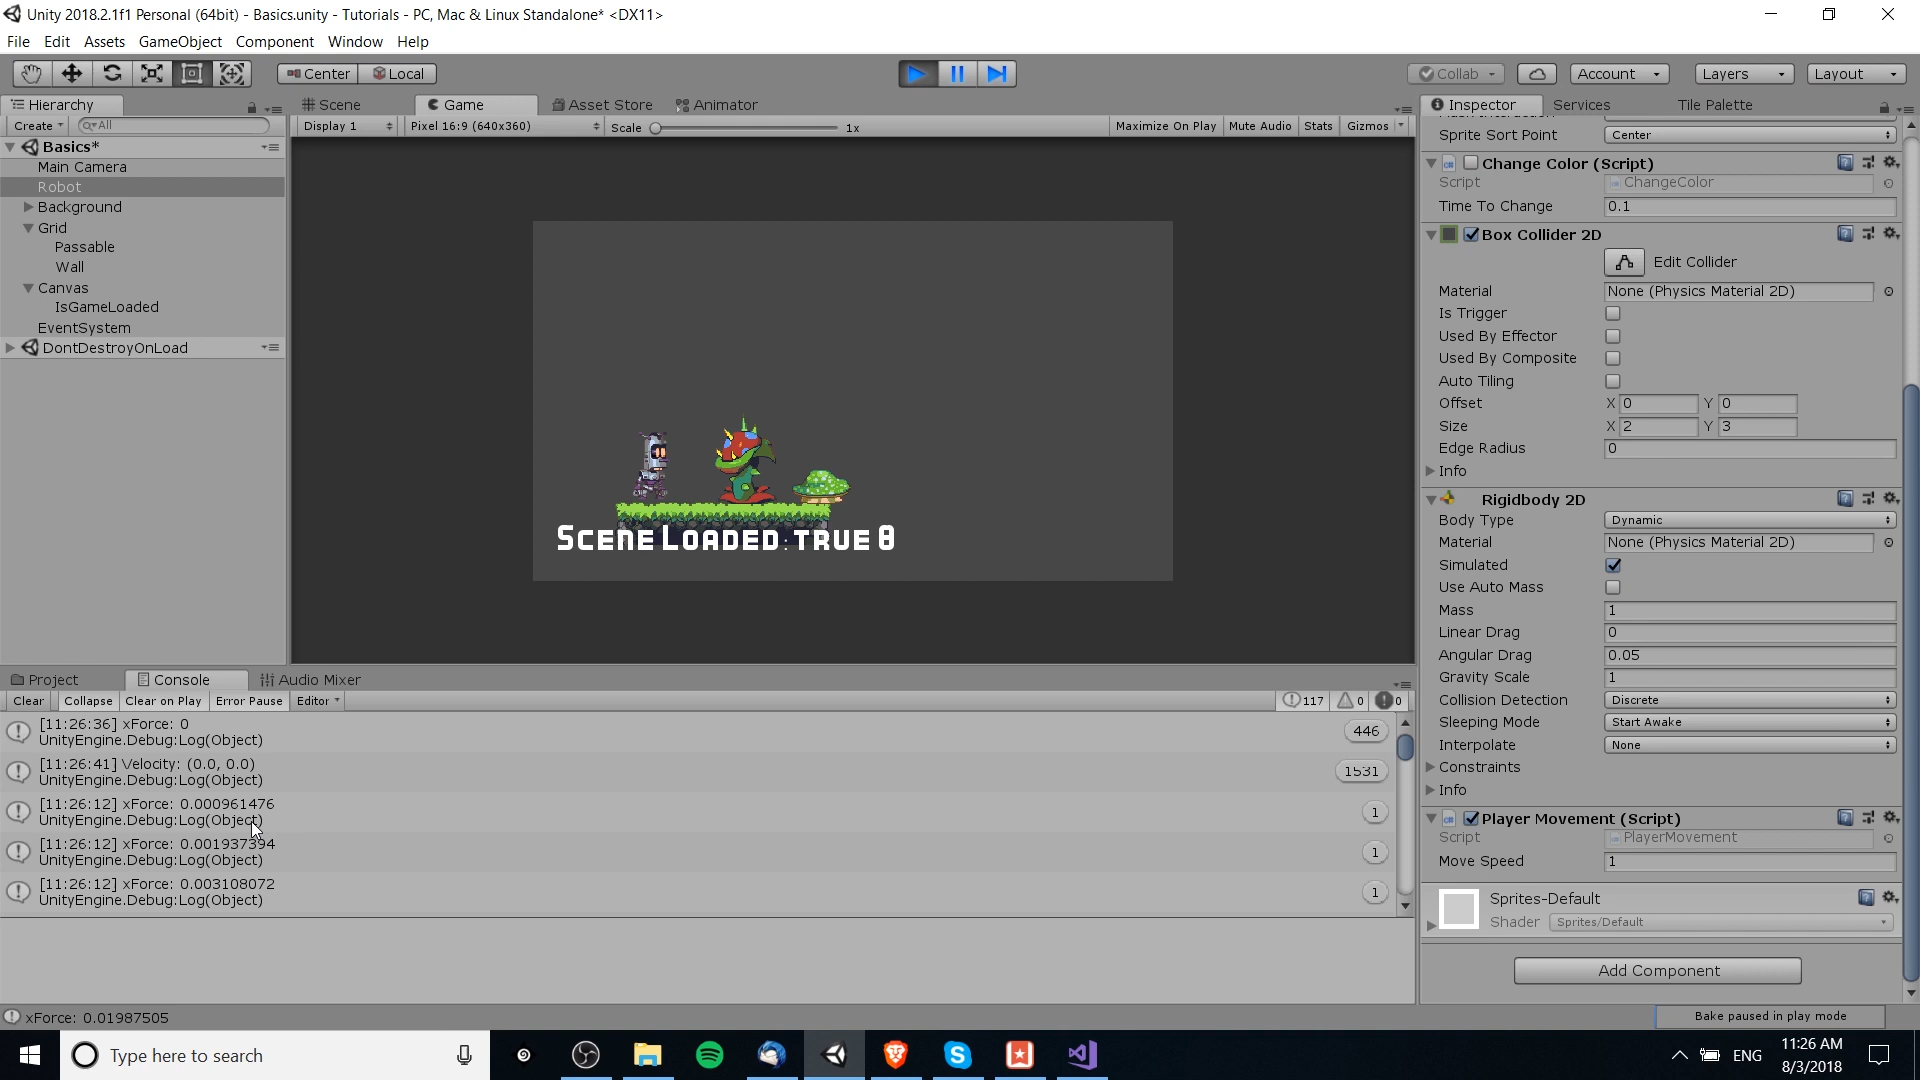 Unity 2018.2.1f1 Personal (64bit) - Basics.unity - Tutorials - PC, Mac & Linux Standalone* <DX11>
File Edit Assets GameObject Component Window Help
Center Local
Collab Account Layers Layout
Hierarchy
Create All
Basics*
Main Camera
Robot
Background
Grid
Passable
Wall
Canvas
IsGameLoaded
EventSystem
DontDestroyOnLoad
Scene Game Asset Store Animator
Display 1 Pixel 16:9 (640x360) Scale 1x Maximize On Play Mute Audio Stats Gizmos
Scene Loaded: true 8
Inspector Services Tile Palette
Sprite Sort Point Center
Change Color (Script)
Script ChangeColor
Time To Change 0.1
Box Collider 2D
Edit Collider
Material None (Physics Material 2D)
Is Trigger
Used By Effector
Used By Composite
Auto Tiling
Offset X 0 Y 0
Size X 2 Y 3
Edge Radius 0
Info
Rigidbody 2D
Body Type Dynamic
Material None (Physics Material 2D)
Simulated
Use Auto Mass
Mass 1
Linear Drag 0
Angular Drag 0.05
Gravity Scale 1
Collision Detection Discrete
Sleeping Mode Start Awake
Interpolate None
Constraints
Info
Player Movement (Script)
Script PlayerMovement
Move Speed 1
Sprites-Default
Shader Sprites/Default
Add Component
Project Console Audio Mixer
Clear Collapse Clear on Play Error Pause Editor 117 0 0
[11:26:36] xForce: 0
UnityEngine.Debug:Log(Object)
446
[11:26:41] Velocity: (0.0, 0.0)
UnityEngine.Debug:Log(Object)
1531
[11:26:12] xForce: 0.000961476
UnityEngine.Debug:Log(Object)
1
[11:26:12] xForce: 0.001937394
UnityEngine.Debug:Log(Object)
1
[11:26:12] xForce: 0.003108072
UnityEngine.Debug:Log(Object)
1
xForce: 0.01987505
Bake paused in play mode
Type here to search
ENG
11:26 AM
8/3/2018